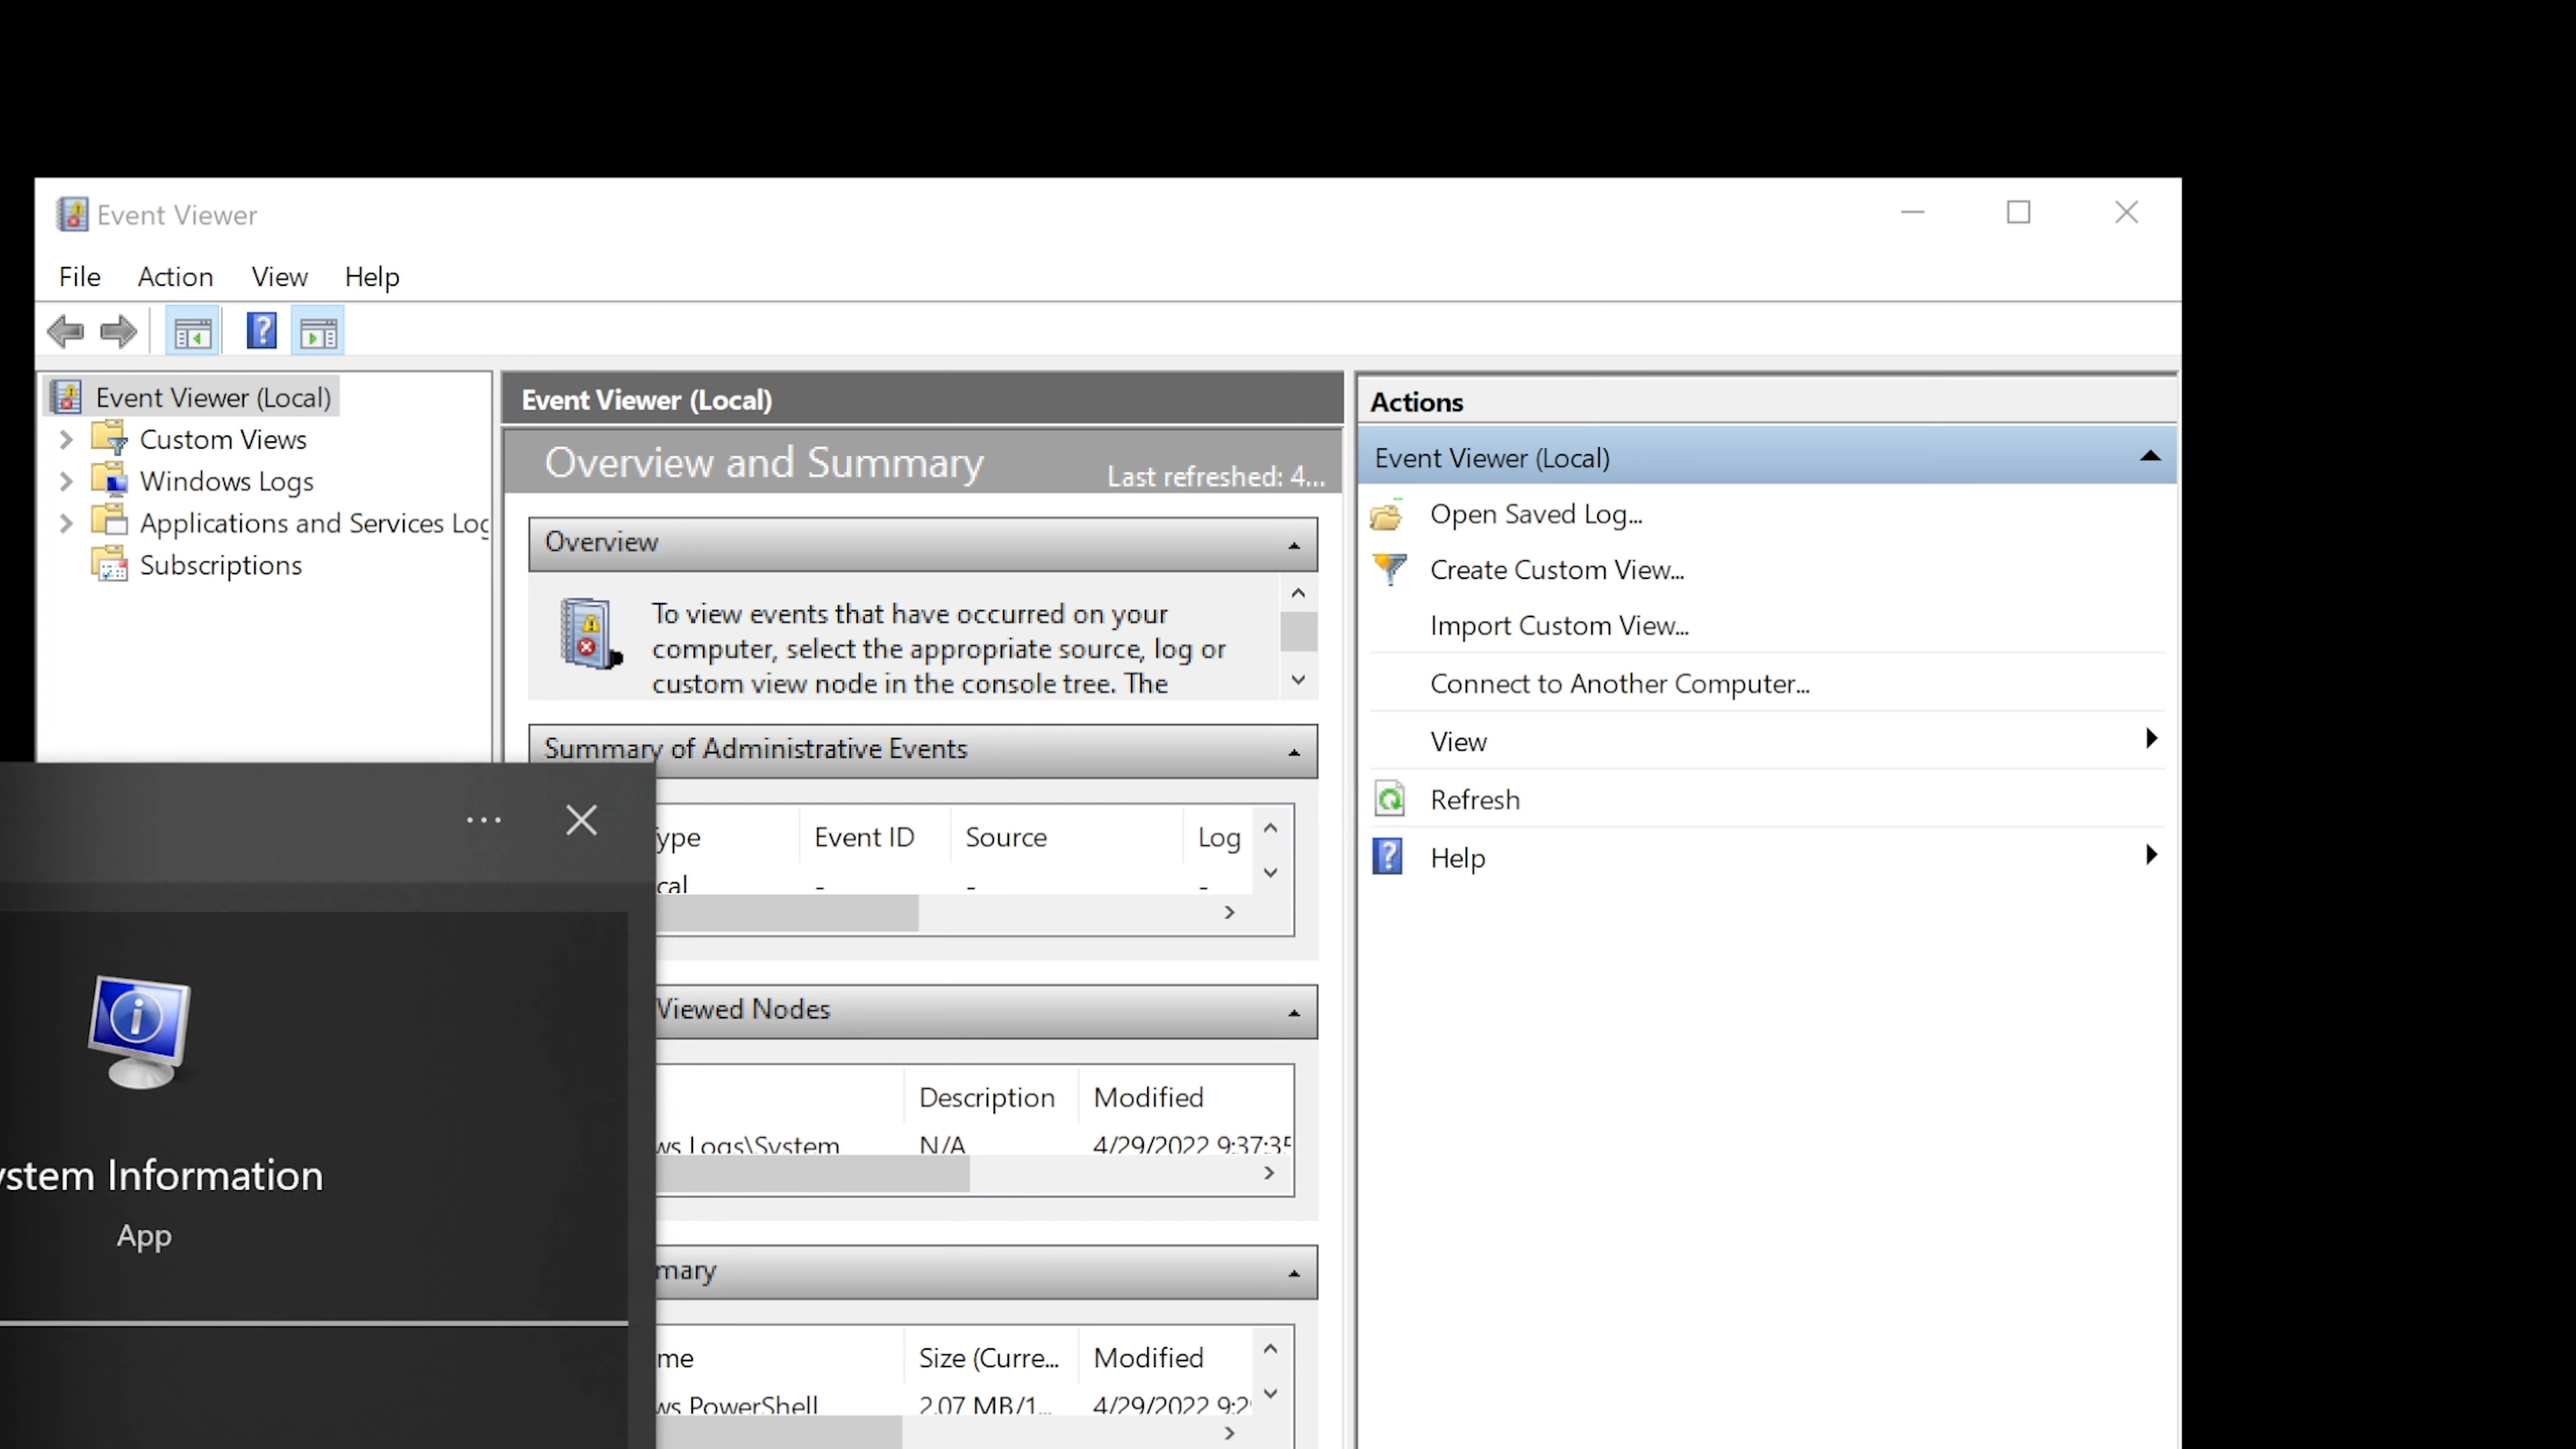 Event Viewer
File Action View Help
Event Viewer (Local)
Custom Views
Windows Logs
Applications and Services Log
Subscriptions
Event Viewer (Local)
Overview and Summary
Last refreshed: 4...
Overview
To view events that have occurred on your
computer, select the appropriate source, log or
custom view node in the console tree. The
Summary of Administrative Events
ype Event ID Source Log
cal - - -
Viewed Nodes
Description Modified
ws Logs\System N/A 4/29/2022 9:37:35
mary
me Size (Curre... Modified
ws PowerShell 2.07 MB/1... 4/29/2022 9:2
Actions
Event Viewer (Local)
Open Saved Log...
Create Custom View...
Import Custom View...
Connect to Another Computer...
View
Refresh
Help
ystem Information
App